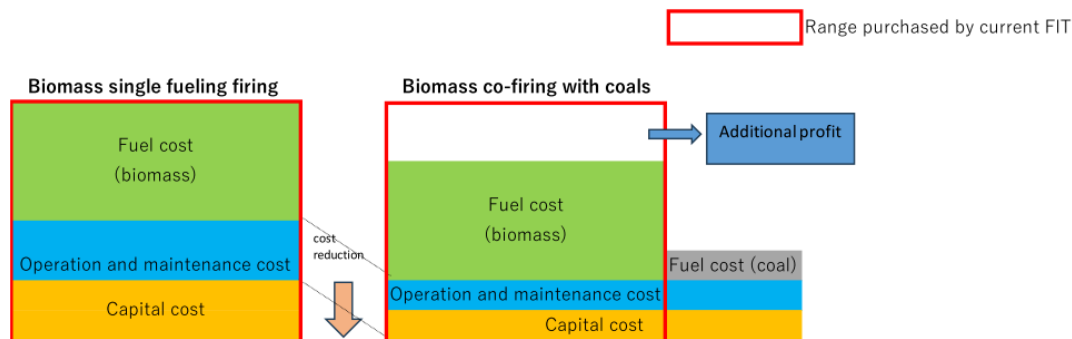 Range purchased by current FIT
Biomass single fueling firing
Biomass co-firing with coals
Additional profit
Fuel cost
(biomass)
Fuel cost
(biomass)
cost
reduction
Operation and maintenance cost
Fuel cost (coal)
Operation and maintenance cost
Capital cost
Capital cost